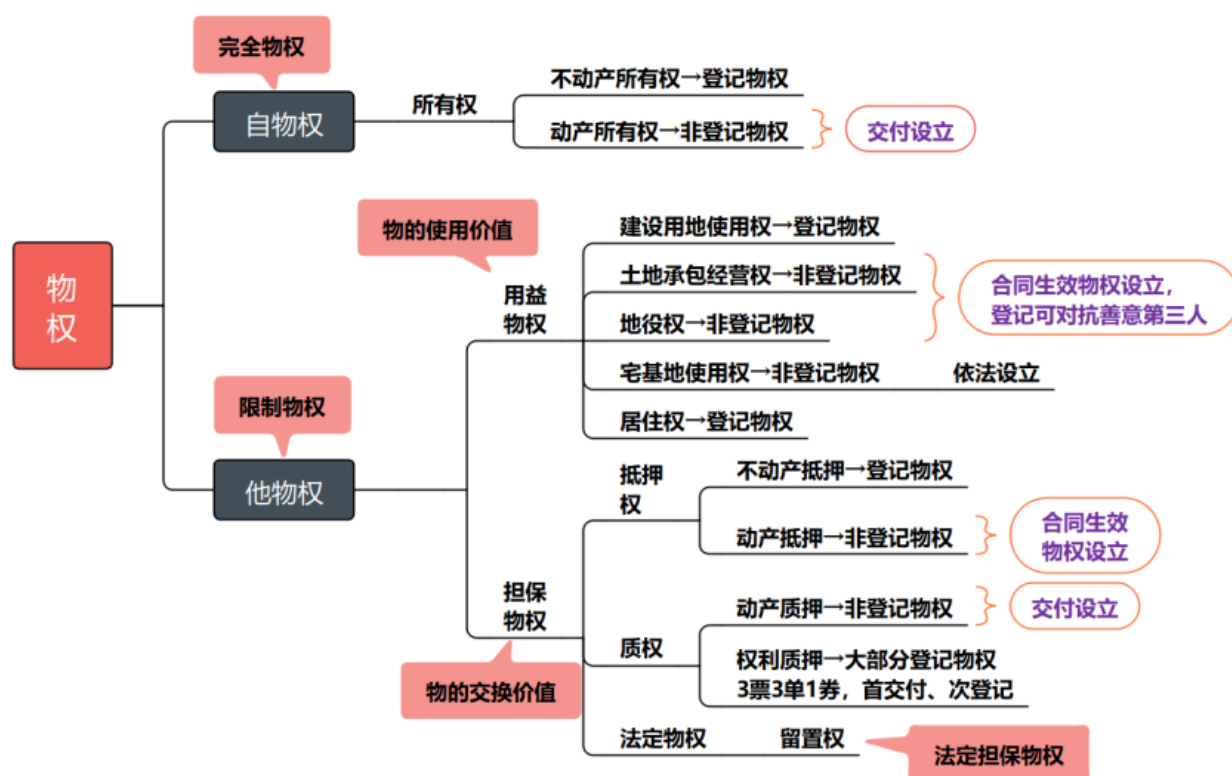 完全物权
自物权
所有权
不动产所有权→登记物权
动产所有权→非登记物权
交付设立
物
权
物的使用价值
用益
物权
建设用地使用权→登记物权
土地承包经营权→非登记物权
地役权→非登记物权
合同生效物权设立，
登记可对抗善意第三人
宅基地使用权→非登记物权
依法设立
居住权→登记物权
限制物权
他物权
抵押
权
不动产抵押→登记物权
动产抵押→非登记物权
合同生效
物权设立
担保
物权
物的交换价值
质权
动产质押→非登记物权
交付设立
权利质押→大部分登记物权
3票3单1券，首交付、次登记
法定物权
留置权
法定担保物权